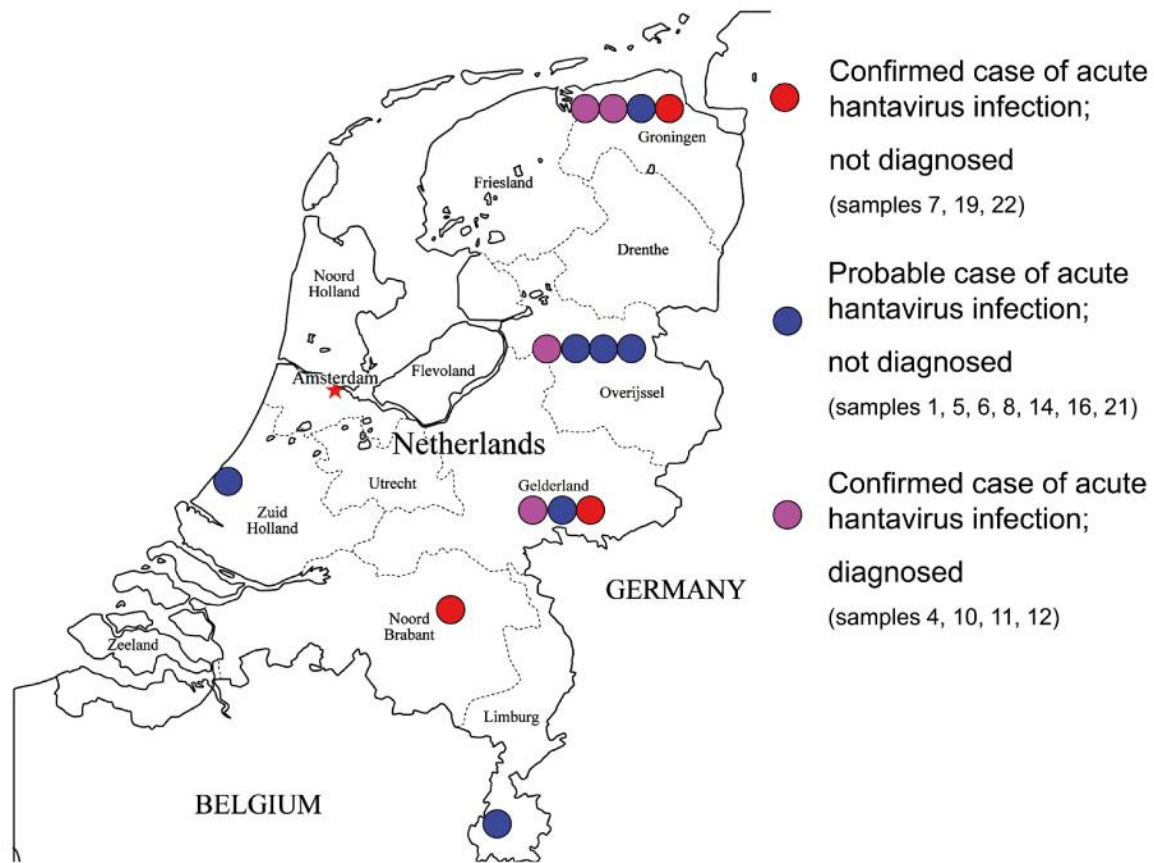 Groningen
Friesland
Drenthe
Noord
Holland
Amsterdam
Flevoland
Overijssel
Netherlands
Utrecht
Gelderland
Zuid
Holland
GERMANY
Noord
Brabant
Zeeland
Limburg
BELGIUM
Confirmed case of acute
hantavirus infection;
not diagnosed
(samples 7, 19, 22)
Probable case of acute
hantavirus infection;
not diagnosed
(samples 1, 5, 6, 8, 14, 16, 21)
Confirmed case of acute
hantavirus infection;
diagnosed
(samples 4, 10, 11, 12)